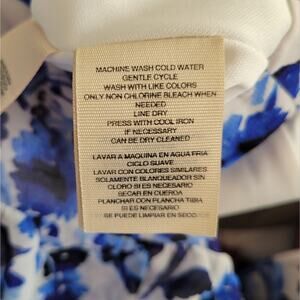 MACHINE WASH COLD WATER
GENTLE CYCLE
WASH WITH LIKE COLORS
ONLY NON CHLORINE BLEACH WHEN
NEEDED
LINE DRY
PRESS WITH COOL IRON
IF NECESSARY
CAN BE DRY CLEANED
LAVAR A MAQUINA EN AGUA FRIA
CICLO SUAVE
LAVAR CON COLORES SIMILARES
SOLAMENTE BLANQUEADOR SIN
CLORO SI ES NECESARIO
SECAR EN CUERDA
PLANCHAR CON PLANCHA TIBIA
SI ES NECESARIO
SE PUEDE LIMPIAR EN SECO